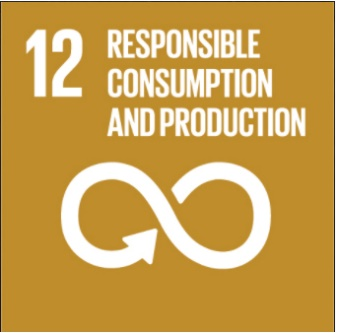 12 RESPONSIBLE
CONSUMPTION
AND PRODUCTION